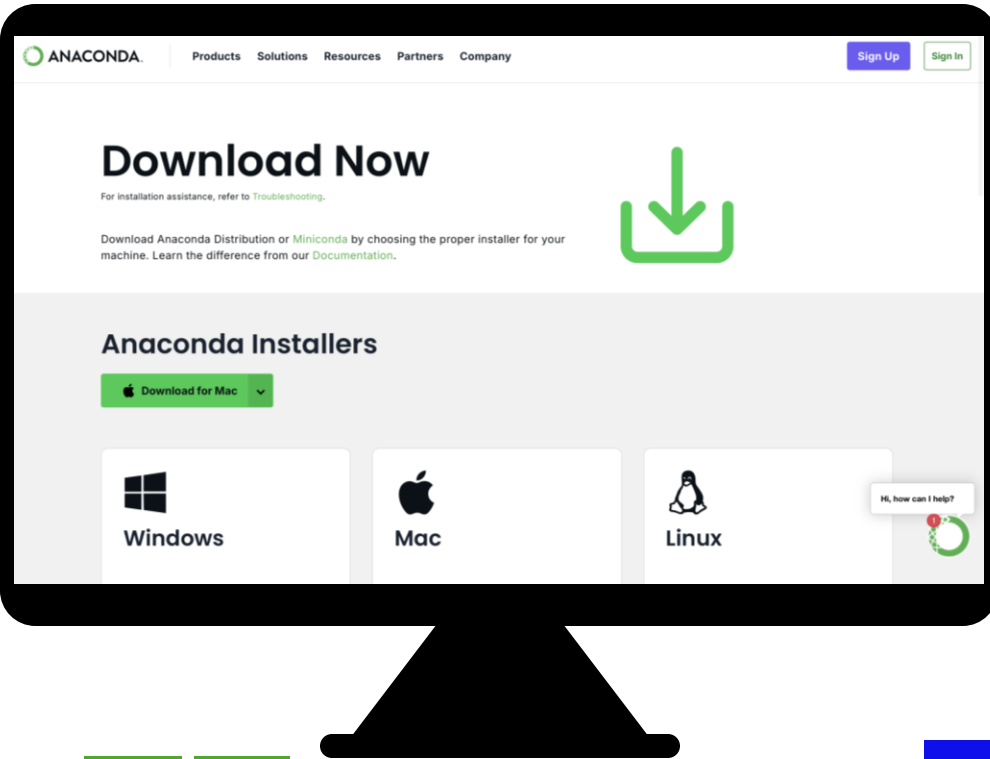 ANACONDA. Products Solutions Resources Partners Company Sign Up Sign In
Download Now
For installation assistance, refer to Troubleshooting.
Download Anaconda Distribution or Miniconda by choosing the proper installer for your
machine. Learn the difference from our Documentation.
Anaconda Installers
Download for Mac
Windows
Mac
Linux
Hi, how can I help?
1